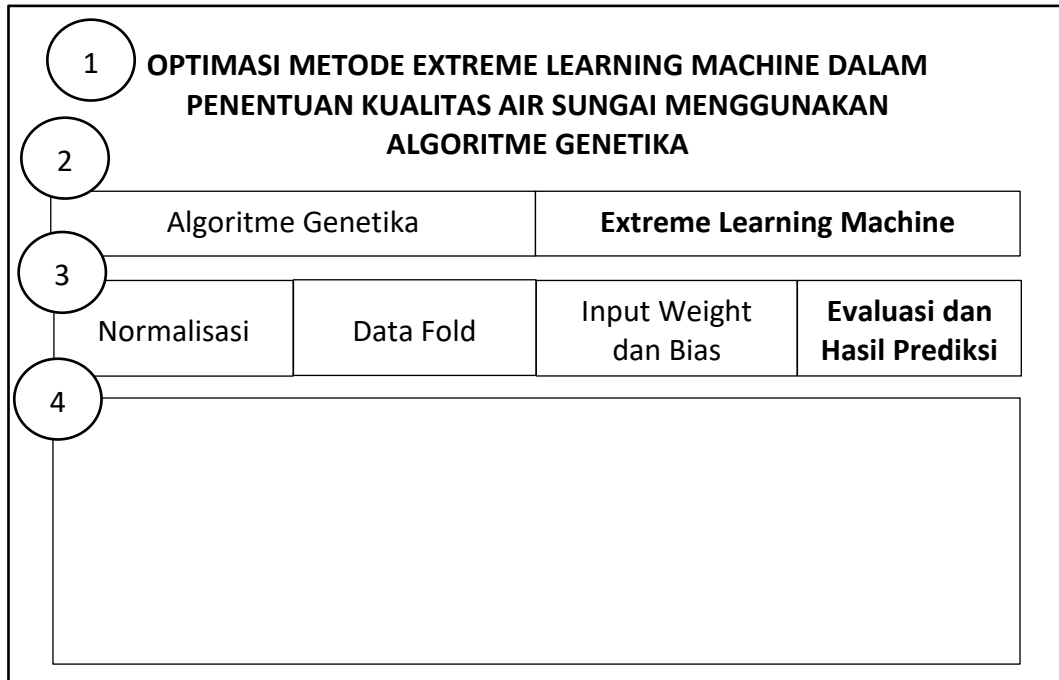 1
OPTIMASI METODE EXTREME LEARNING MACHINE DALAM
PENENTUAN KUALITAS AIR SUNGAI MENGGUNAKAN
ALGORITME GENETIKA
2
Algoritme Genetika
Extreme Learning Machine
3
Normalisasi
Data Fold
Input Weight
dan Bias
Evaluasi dan
Hasil Prediksi
4